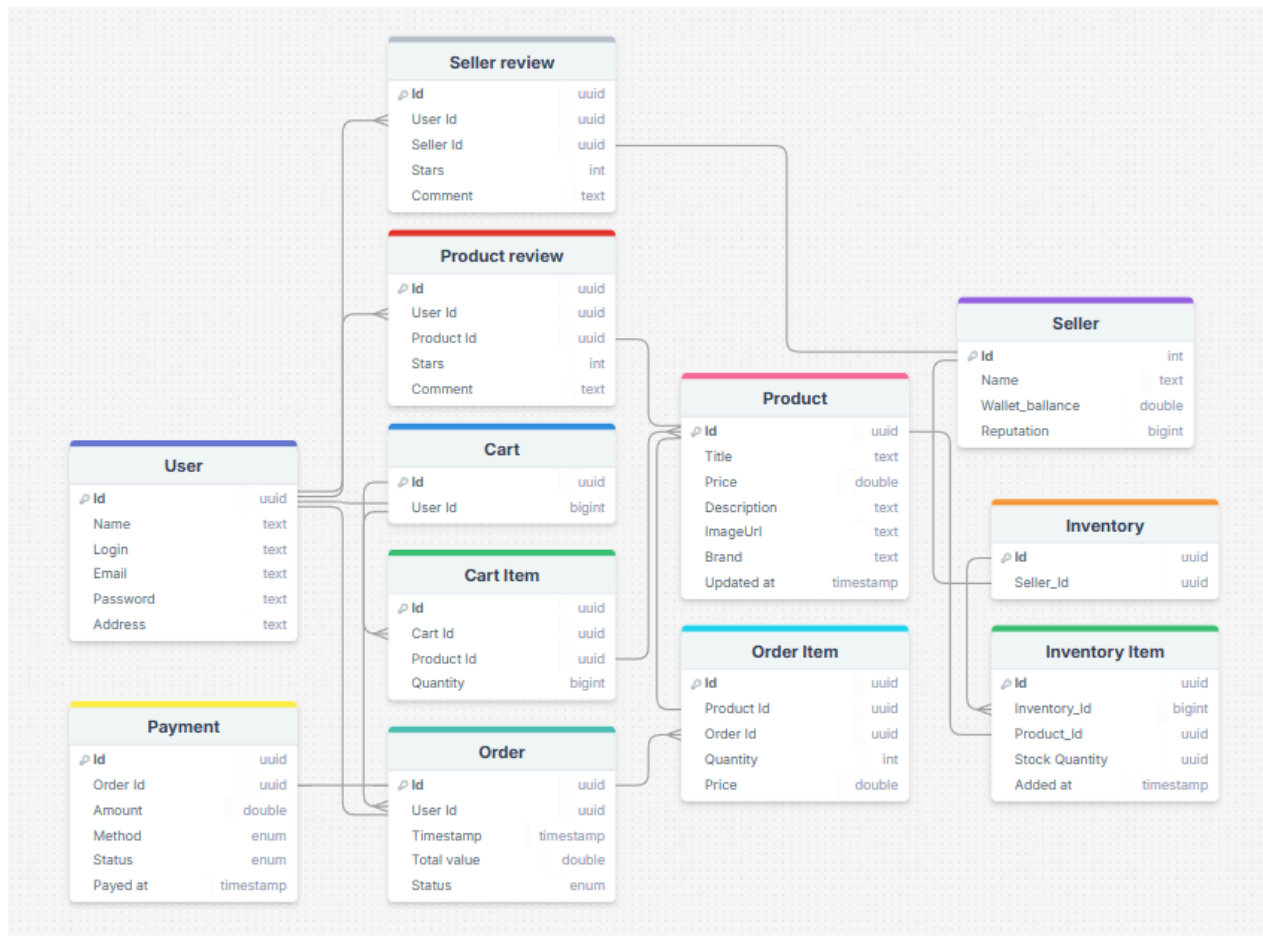 Seller review
Id uuid
User Id uuid
Seller Id uuid
Stars int
Comment text
Product review
Id uuid
User Id uuid
Product Id uuid
Stars int
Comment text
Cart
Id uuid
User Id bigint
Cart Item
Id uuid
Cart Id uuid
Product Id uuid
Quantity bigint
Order
Id uuid
User Id uuid
Timestamp timestamp
Total value double
Status enum
User
Id uuid
Name text
Login text
Email text
Password text
Address text
Payment
Id uuid
Order Id uuid
Amount double
Method enum
Status enum
Payed at timestamp
Product
Id uuid
Title text
Price double
Description text
ImageUrl text
Brand text
Updated at timestamp
Order Item
Id uuid
Product Id uuid
Order Id uuid
Quantity int
Price double
Seller
Id int
Name text
Wallet_ballance double
Reputation bigint
Inventory
Id uuid
Seller_Id uuid
Inventory Item
Id uuid
Inventory_Id bigint
Product_Id uuid
Stock Quantity uuid
Added at timestamp